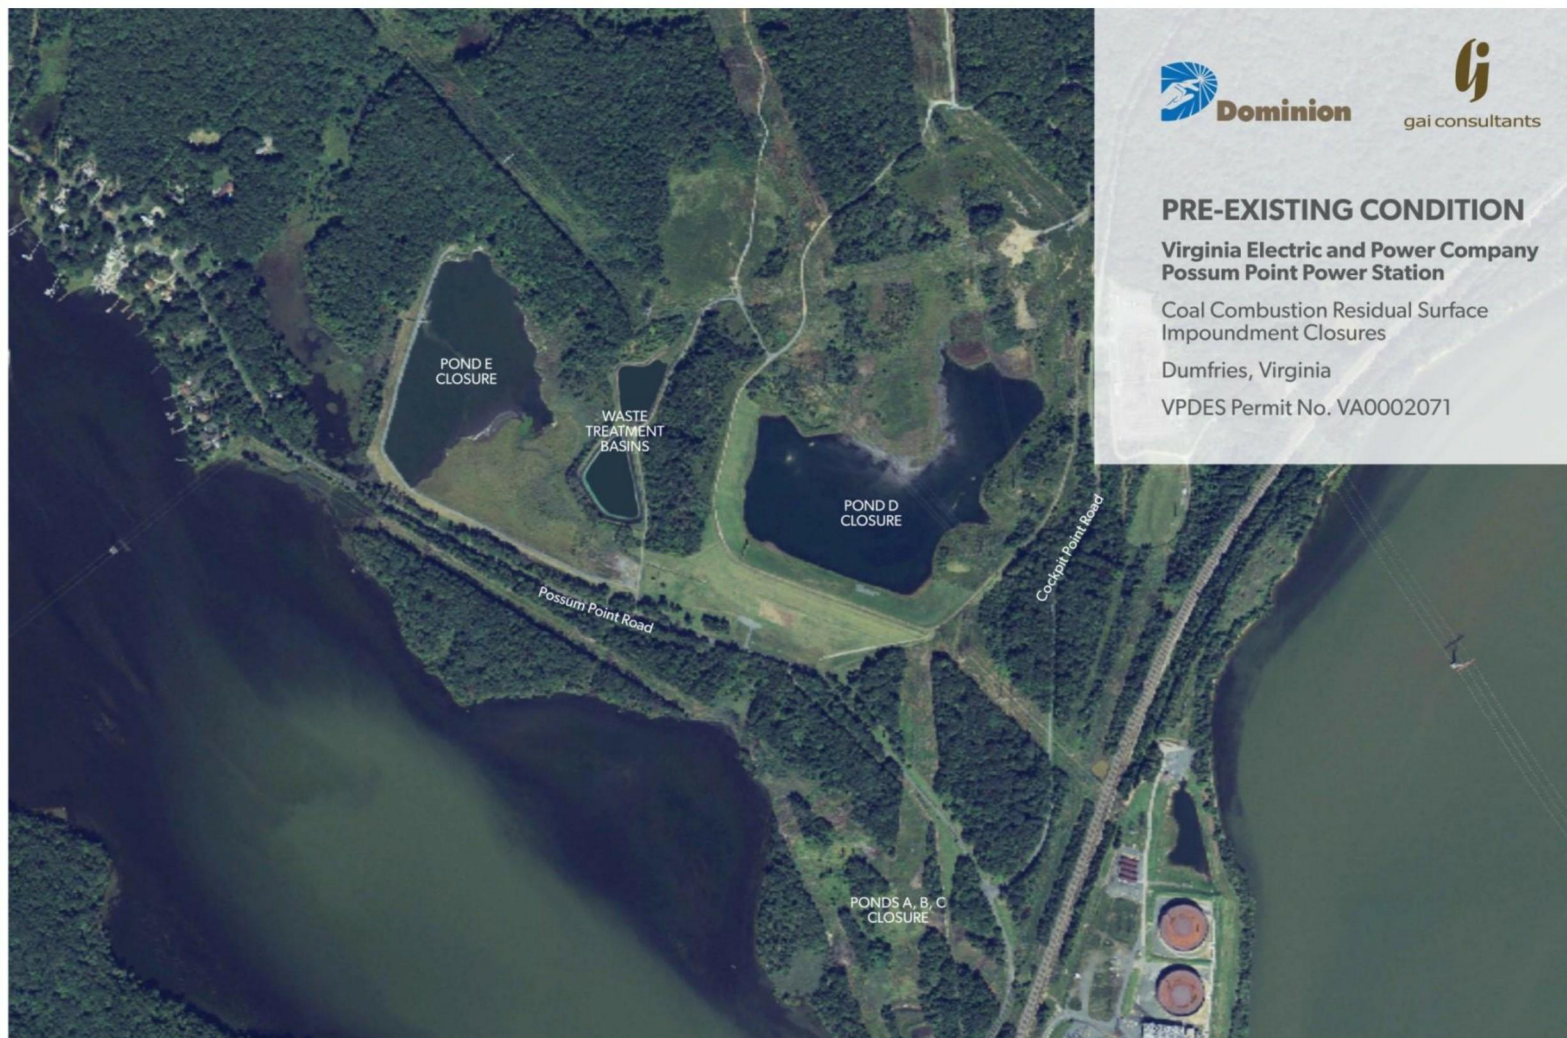 Dominion
gai consultants
PRE-EXISTING CONDITION
Virginia Electric and Power Company
Possum Point Power Station
Coal Combustion Residual Surface
Impoundment Closures
Dumfries, Virginia
VPDES Permit No. VA0002071
POND E
CLOSURE
WASTE
TREATMENT
BASINS
POND D
CLOSURE
Cockpit Point Road
Possum Point Road
PONDS A, B, C
CLOSURE